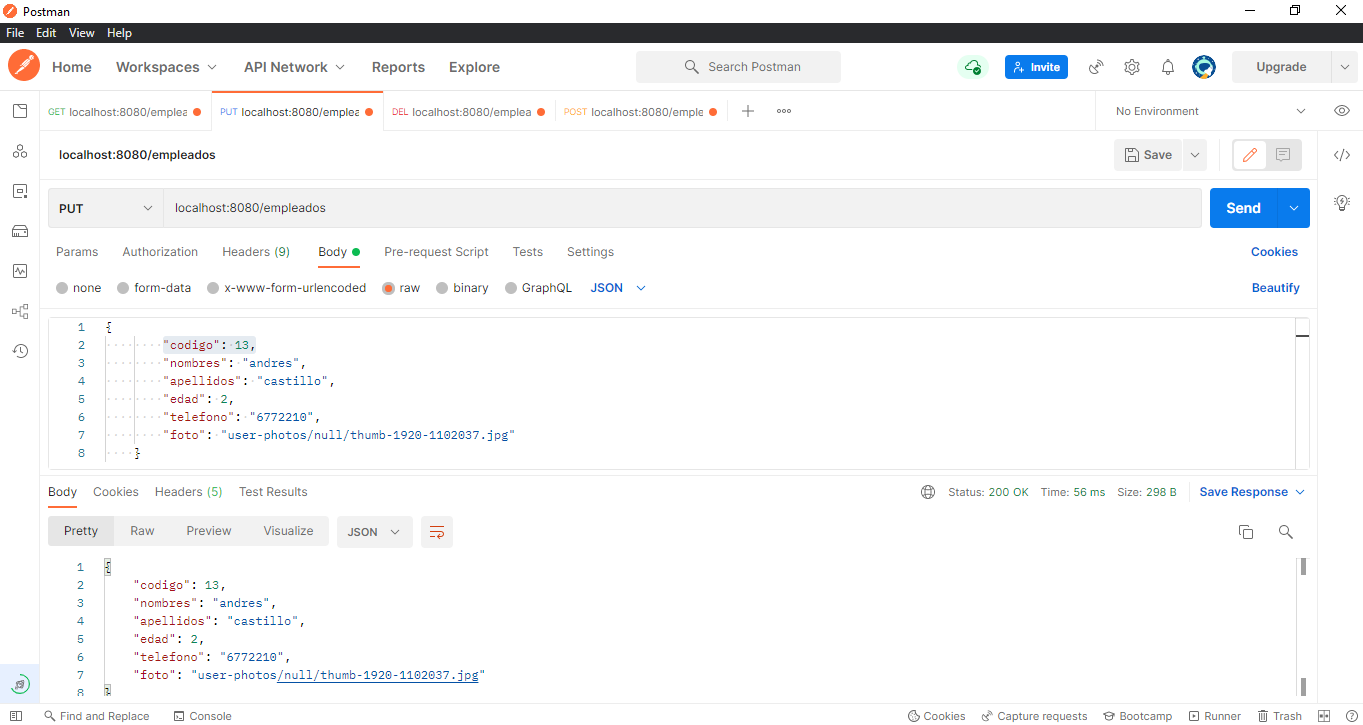 Postman
File Edit View Help
Home Workspaces API Network Reports Explore Search Postman Invite Upgrade
GET localhost:8080/emplea PUT localhost:8080/emplea DEL localhost:8080/emplea POST localhost:8080/emple No Environment
localhost:8080/empleados Save
PUT localhost:8080/empleados Send
Params Authorization Headers (9) Body Pre-request Script Tests Settings Cookies
none form-data x-www-form-urlencoded raw binary GraphQL JSON Beautify
1 {
2 "codigo": 13,
3 "nombres": "andres",
4 "apellidos": "castillo",
5 "edad": 2,
6 "telefono": "6772210",
7 "foto": "user-photos/null/thumb-1920-1102037.jpg"
8 }
Body Cookies Headers (5) Test Results Status: 200 OK Time: 56 ms Size: 298 B Save Response
Pretty Raw Preview Visualize JSON
1 {
2 "codigo": 13,
3 "nombres": "andres",
4 "apellidos": "castillo",
5 "edad": 2,
6 "telefono": "6772210",
7 "foto": "user-photos/null/thumb-1920-1102037.jpg"
8 }
Find and Replace Console Cookies Capture requests Bootcamp Runner Trash